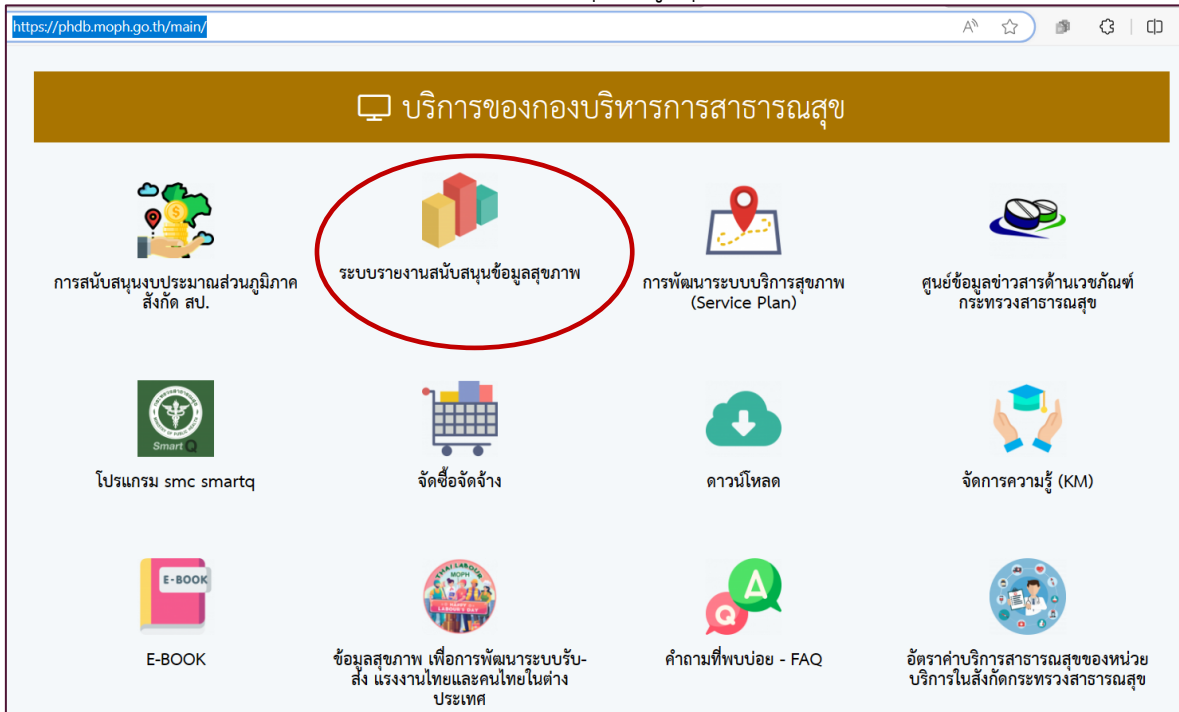 https://phdb.moph.go.th/main/
บริการของกองบริหารการสาธารณสุข
การสนับสนุนงบประมาณส่วนภูมิภาค
สังกัด สป.
ระบบรายงานสนับสนุนข้อมูลสุขภาพ
การพัฒนาระบบบริการสุขภาพ
(Service Plan)
ศูนย์ข้อมูลข่าวสารด้านเวชภัณฑ์
กระทรวงสาธารณสุข
Smart Q
โปรแกรม smc smartq
จัดซื้อจัดจ้าง
ดาวน์โหลด
จัดการความรู้ (KM)
E-BOOK
E-BOOK
THAI LABOUR
MOPH
LABOUR'S DAY
ข้อมูลสุขภาพ เพื่อการพัฒนาระบบรับ-
ส่ง แรงงานไทยและคนไทยในต่าง
ประเทศ
A
Q
คำถามที่พบบ่อย - FAQ
อัตราค่าบริการสาธารณสุขของหน่วย
บริการในสังกัดกระทรวงสาธารณสุข